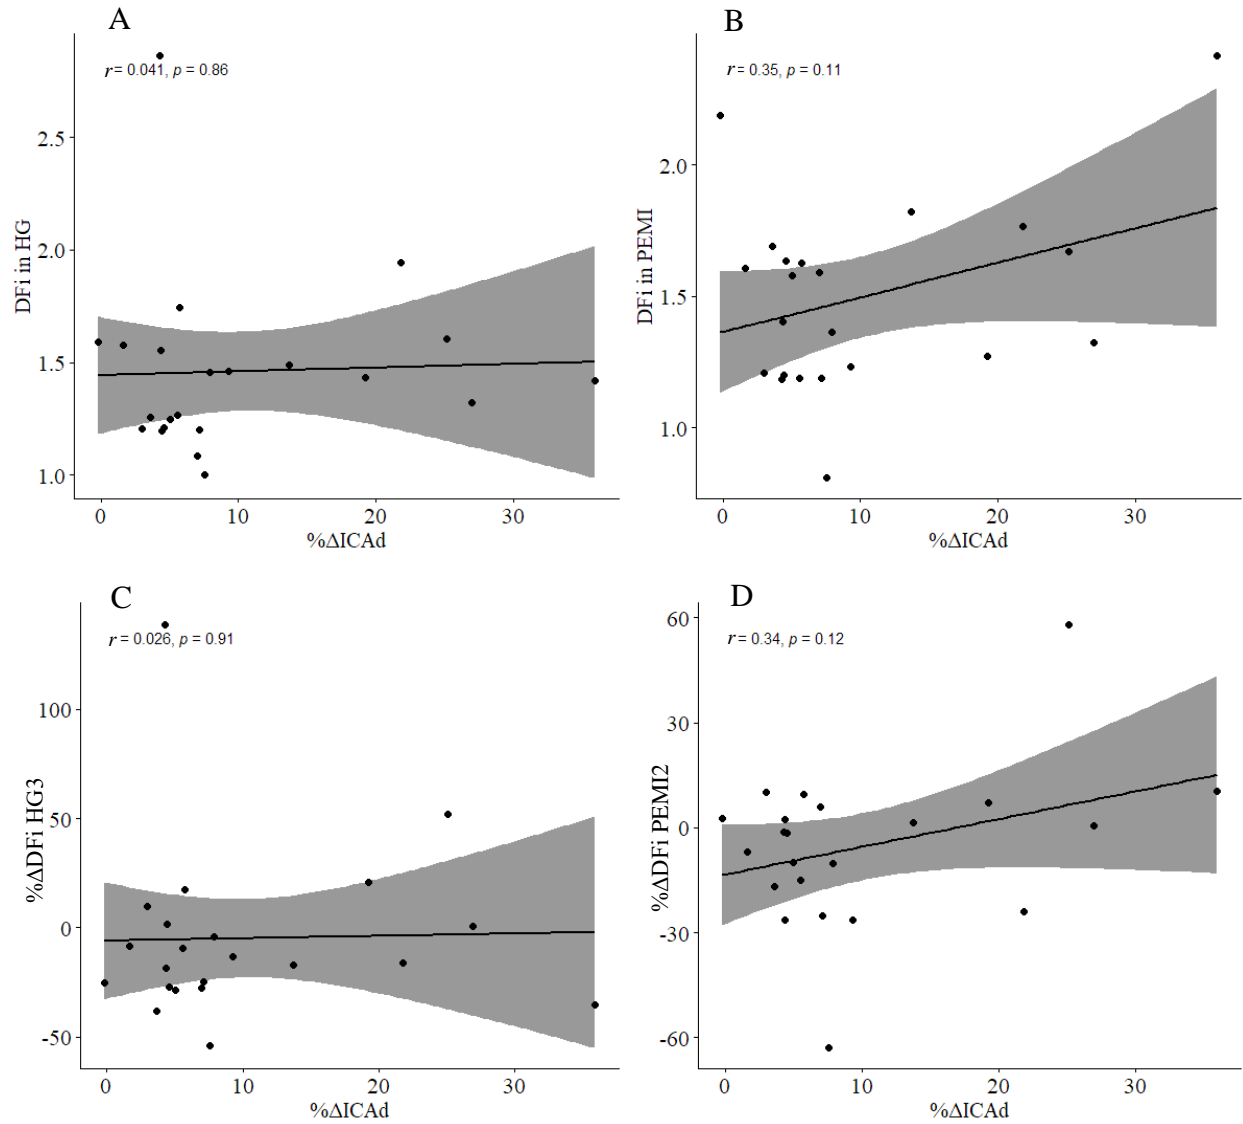 A
r = 0.041, p = 0.86
DFi in HG
2.5
2.0
1.5
1.0
0 10 20 30
%ΔICAd
B
r = 0.35, p = 0.11
DFi in PEMI
2.0
1.5
1.0
0 10 20 30
%ΔICAd
C
r = 0.026, p = 0.91
%ΔDFi HG3
100
50
0
-50
0 10 20 30
%ΔICAd
D
r = 0.34, p = 0.12
%ΔDFi PEMI2
60
30
0
-30
-60
0 10 20 30
%ΔICAd